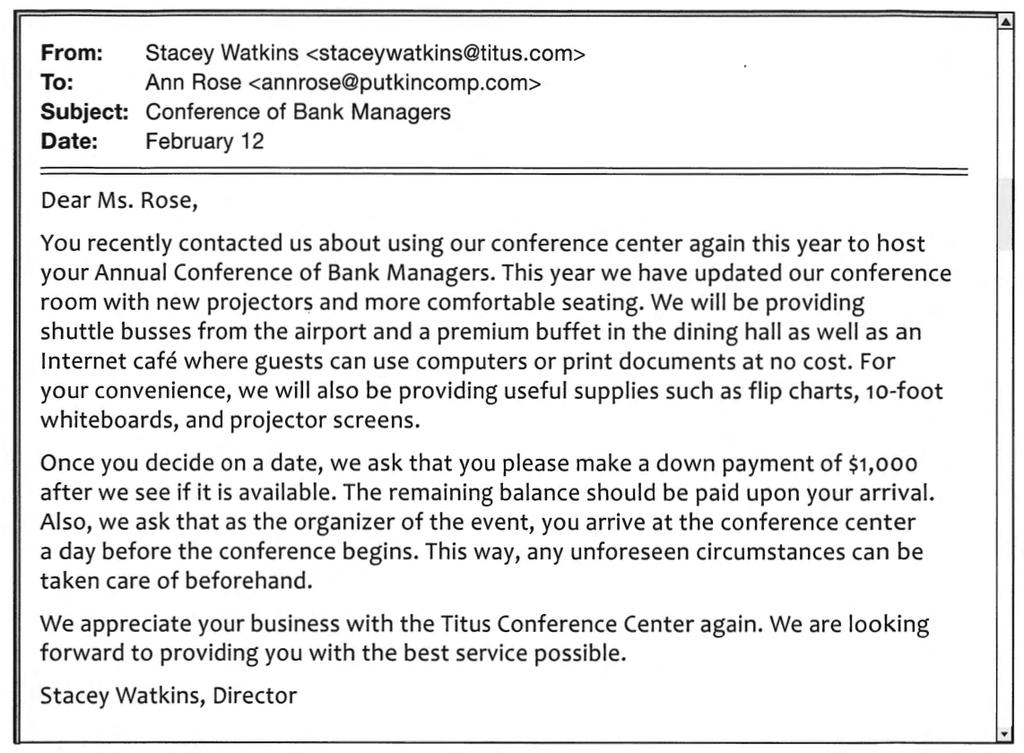 From: Stacey Watkins <staceywatkins@titus.com>
To: Ann Rose <annrose@putkincomp.com>
Subject: Conference of Bank Managers
Date: February 12
Dear Ms. Rose,
You recently contacted us about using our conference center again this year to host
your Annual Conference of Bank Managers. This year we have updated our conference
room with new projectors and more comfortable seating. We will be providing
shuttle busses from the airport and a premium buffet in the dining hall as well as an
Internet café where guests can use computers or print documents at no cost. For
your convenience, we will also be providing useful supplies such as flip charts, 10-foot
whiteboards, and projector screens.
Once you decide on a date, we ask that you please make a down payment of $1,000
after we see if it is available. The remaining balance should be paid upon your arrival.
Also, we ask that as the organizer of the event, you arrive at the conference center
a day before the conference begins. This way, any unforeseen circumstances can be
taken care of beforehand.
We appreciate your business with the Titus Conference Center again. We are looking
forward to providing you with the best service possible.
Stacey Watkins, Director